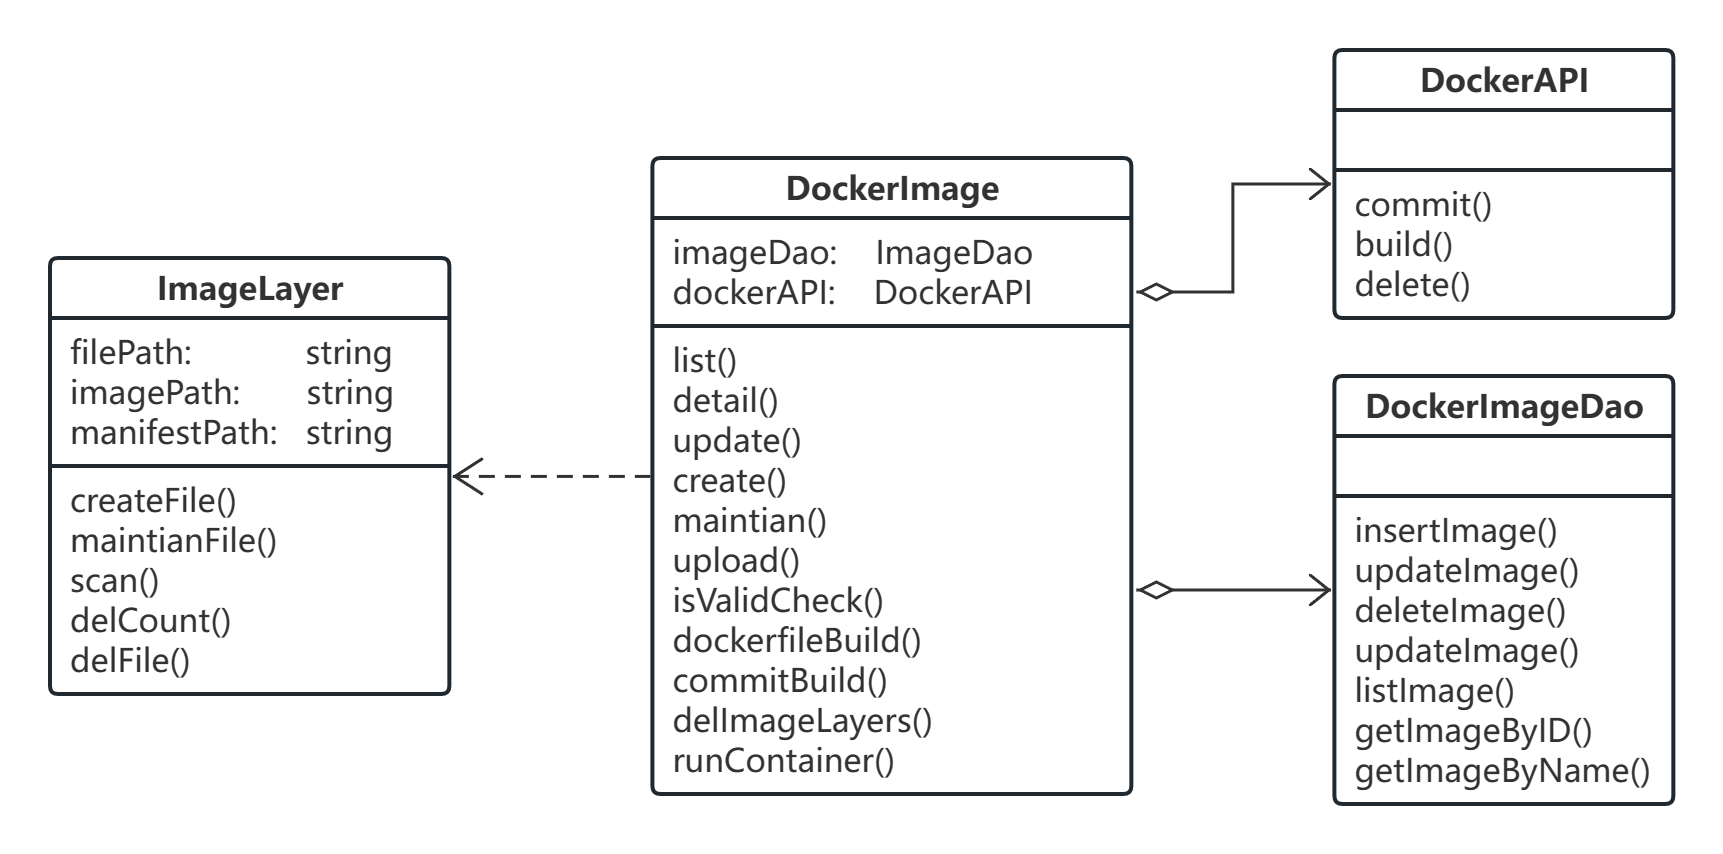 ImageLayer
filePath: string
imagePath: string
manifestPath: string
createFile()
maintianFile()
scan()
delCount()
delFile()
DockerImage
imageDao: ImageDao
dockerAPI: DockerAPI
list()
detail()
update()
create()
maintian()
upload()
isValidCheck()
dockerfileBuild()
commitBuild()
delImageLayers()
runContainer()
DockerAPI
commit()
build()
delete()
DockerImageDao
insertImage()
updateImage()
deleteImage()
updateImage()
listImage()
getImageByID()
getImageByName()